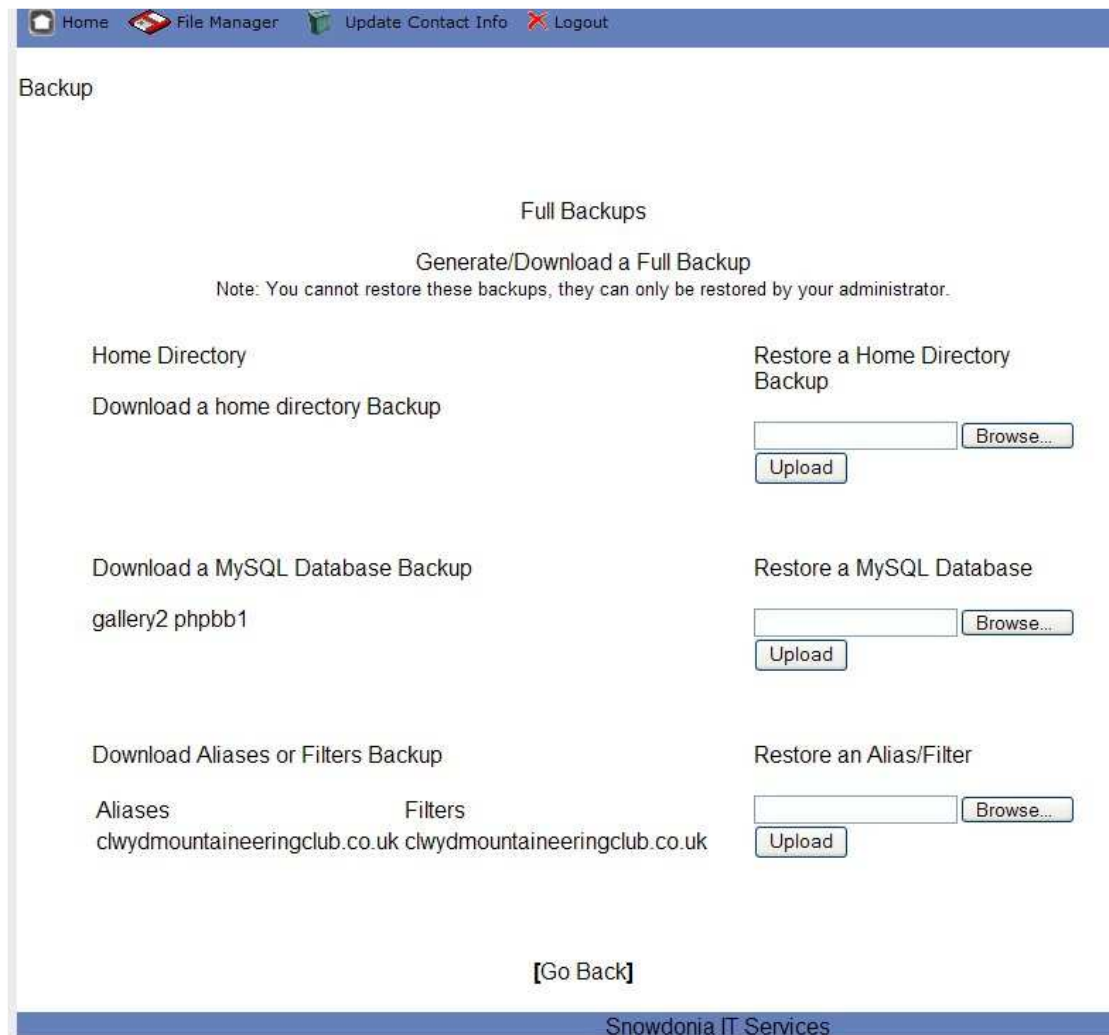 Home File Manager Update Contact Info Logout
Backup
Full Backups
Generate/Download a Full Backup
Note: You cannot restore these backups, they can only be restored by your administrator.
Home Directory
Download a home directory Backup
Restore a Home Directory
Backup
Browse...
Upload
Download a MySQL Database Backup
gallery2 phpbb1
Restore a MySQL Database
Browse...
Upload
Download Aliases or Filters Backup
Aliases Filters
clwydmountaineeringclub.co.uk clwydmountaineeringclub.co.uk
Restore an Alias/Filter
Browse...
Upload
[Go Back]
Snowdonia IT Services